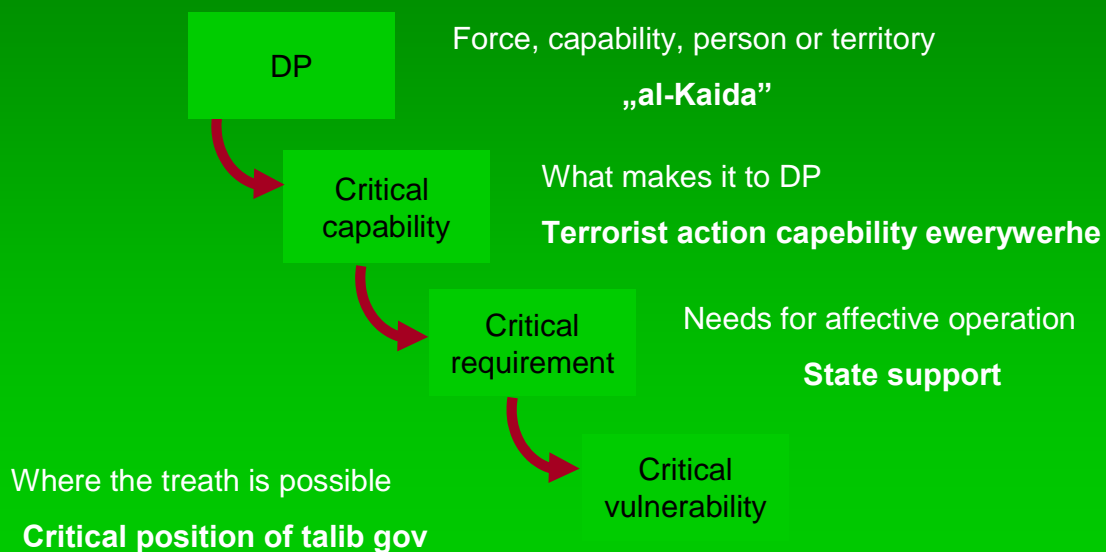 DP
Force, capability, person or territory
„al-Kaida”
Critical
capability
What makes it to DP
Terrorist action capebility ewerywerhe
Critical
requirement
Needs for affective operation
State support
Critical
vulnerability
Where the treath is possible
Critical position of talib gov